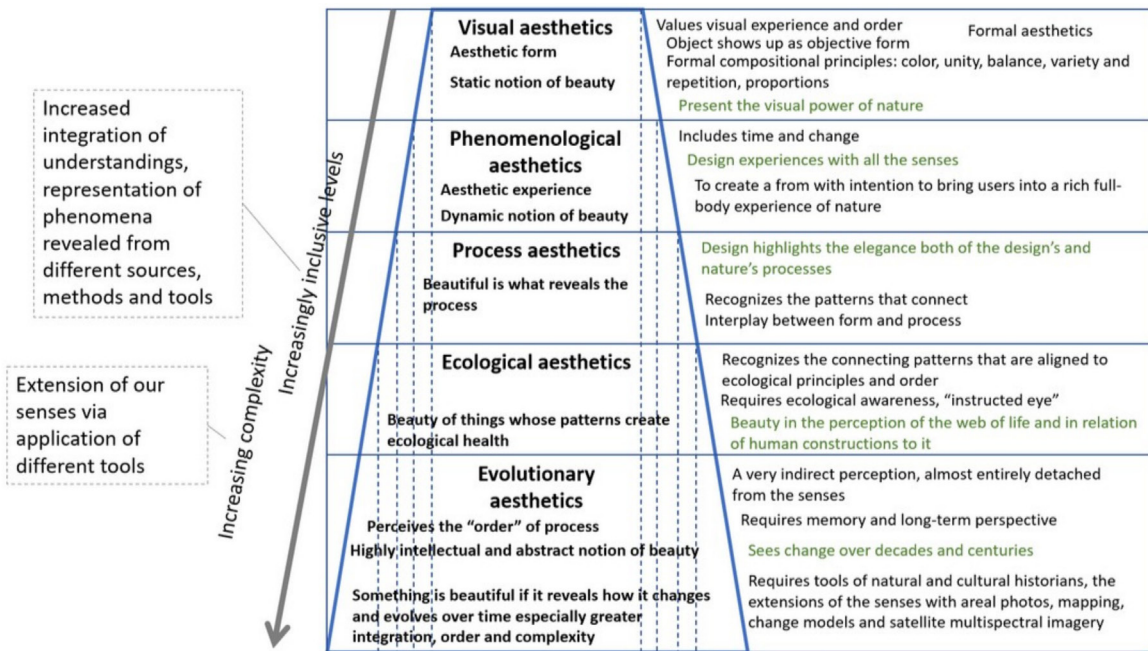 Visual aesthetics
Aesthetic form
Static notion of beauty
Values visual experience and order
Object shows up as objective form
Formal aesthetics
Formal compositional principles: color, unity, balance, variety and
repetition, proportions
Present the visual power of nature
Increased
integration of
understandings,
representation of
phenomena
revealed from
different sources,
methods and tools
Increasingly inclusive levels
Phenomenological
aesthetics
Aesthetic experience
Dynamic notion of beauty
Includes time and change
Design experiences with all the senses
To create a from with intention to bring users into a rich full-
body experience of nature
Process aesthetics
Beautiful is what reveals the
process
Design highlights the elegance both of the design's and
nature's processes
Recognizes the patterns that connect
Interplay between form and process
Extension of our
senses via
application of
different tools
Increasing complexity
Ecological aesthetics
Beauty of things whose patterns create
ecological health
Recognizes the connecting patterns that are aligned to
ecological principles and order
Requires ecological awareness, "instructed eye"
Beauty in the perception of the web of life and in relation
of human constructions to it
Evolutionary
aesthetics
Perceives the "order" of process
Highly intellectual and abstract notion of beauty
Something is beautiful if it reveals how it changes
and evolves over time especially greater
integration, order and complexity
A very indirect perception, almost entirely detached
from the senses
Requires memory and long-term perspective
Sees change over decades and centuries
Requires tools of natural and cultural historians, the
extensions of the senses with areal photos, mapping,
change models and satellite multispectral imagery